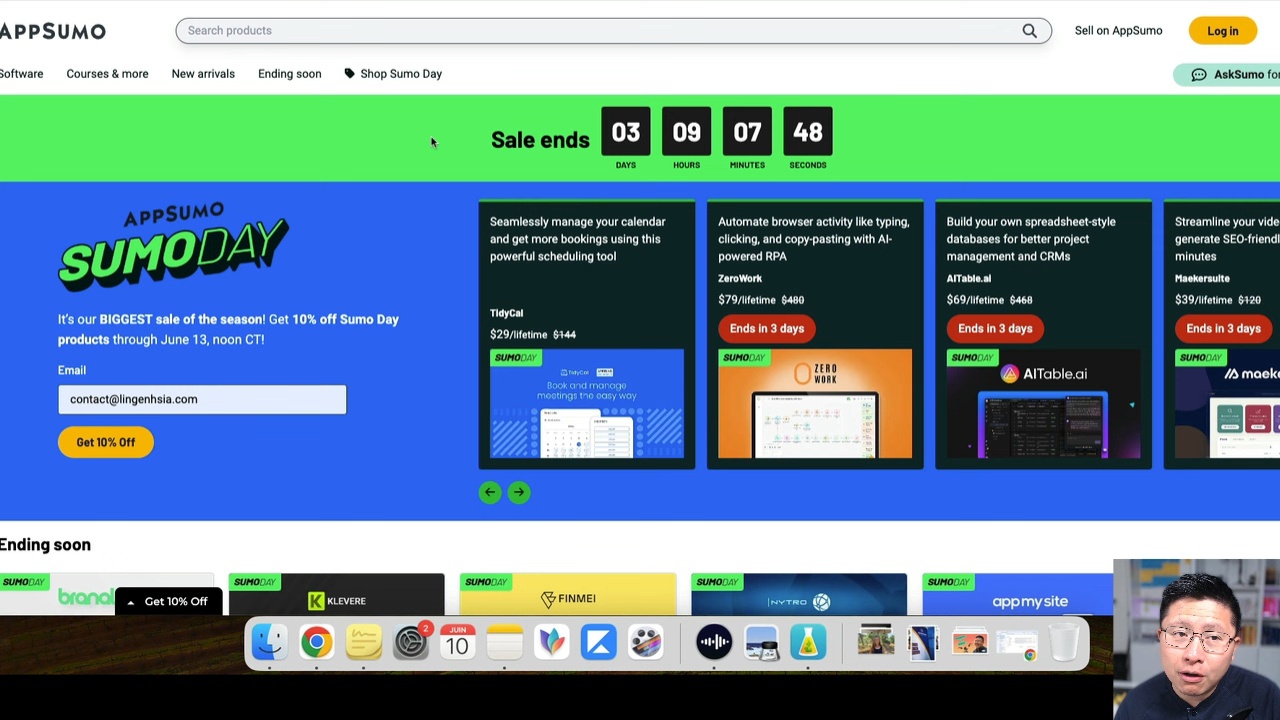 APPSUMO
Search products
Sell on AppSumo
Log in
Software
Courses & more
New arrivals
Ending soon
Shop Sumo Day
AskSumo for
Sale ends
03
09
07
48
DAYS
HOURS
MINUTES
SECONDS
APPSUMO
SUMODAY
It's our BIGGEST sale of the season! Get 10% off Sumo Day
products through June 13, noon CT!
Email
contact@lingenhsia.com
Get 10% Off
Seamlessly manage your calendar
and get more bookings using this
powerful scheduling tool
TidyCal
$29/lifetime $144
SUMODAY
TidyCal
Book and manage
meetings the easy way
Automate browser activity like typing,
clicking, and copy-pasting with AI-
powered RPA
ZeroWork
$79/lifetime $480
Ends in 3 days
SUMODAY
ZERO
WORK
Build your own spreadsheet-style
databases for better project
management and CRMs
AITable.ai
$69/lifetime $468
Ends in 3 days
SUMODAY
AITable.ai
Streamline your vide
generate SEO-friend
minutes
Maekersuite
$39/lifetime $120
Ends in 3 days
SUMODAY
maeke
Ending soon
SUMODAY
brand
SUMODAY
KLEVERE
SUMODAY
FINMEI
SUMODAY
NYTRO
SUMODAY
appmysite
Get 10% Off
2
JUIN
10